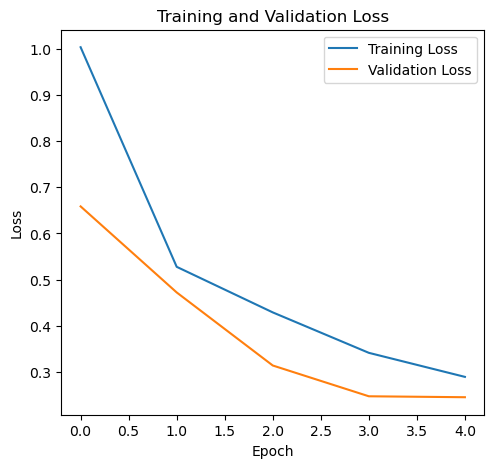 Training and Validation Loss
Training Loss
Validation Loss
1.0
0.9
0.8
0.7
0.6
0.5
0.4
0.3
Loss
0.0 0.5 1.0 1.5 2.0 2.5 3.0 3.5 4.0
Epoch